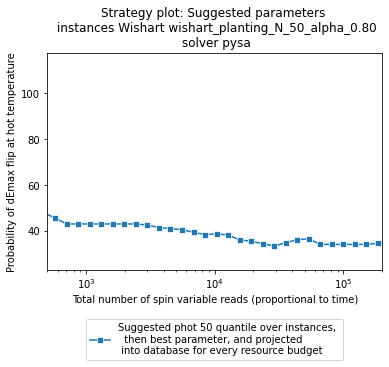 Strategy plot: Suggested parameters
instances Wishart wishart_planting_N_50_alpha_0.80
solver pysa
Probability of dEmax flip at hot temperature
100
80
60
40
10³
10⁴
10⁵
Total number of spin variable reads (proportional to time)
Suggested phot 50 quantile over instances,
then best parameter, and projected
into database for every resource budget